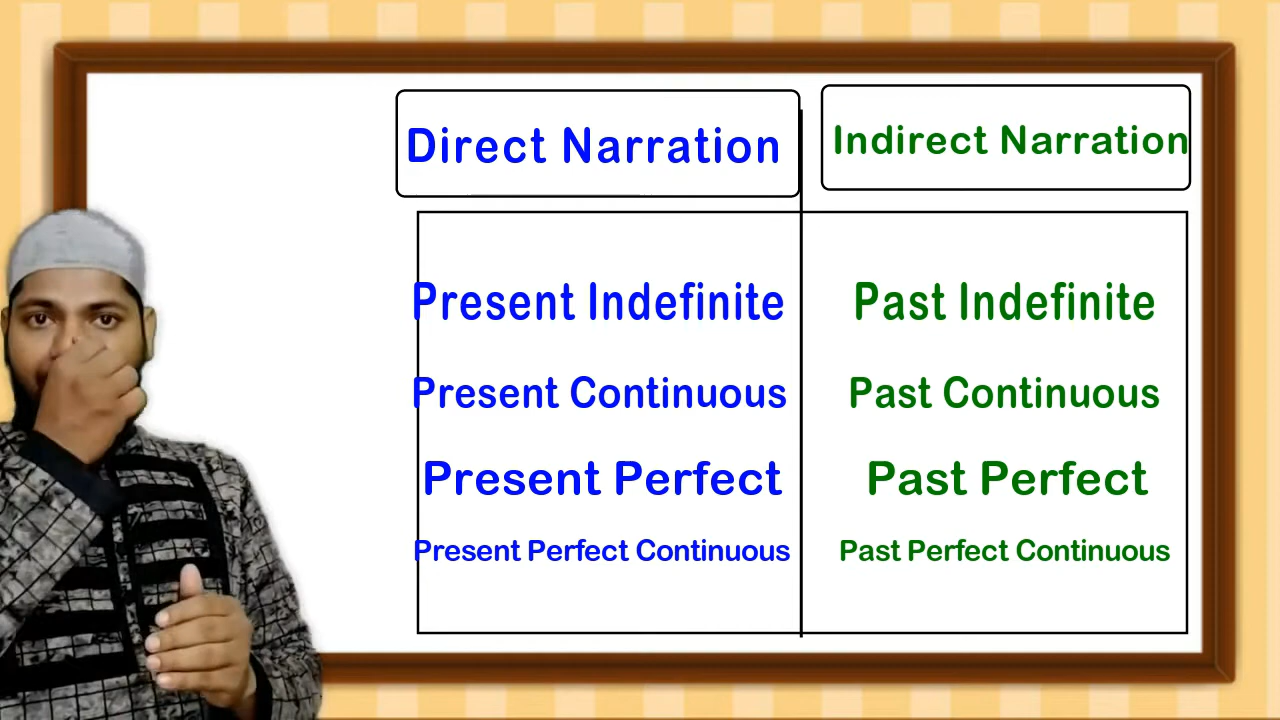 Direct Narration
Indirect Narration
Present Indefinite
Past Indefinite
Present Continuous
Past Continuous
Present Perfect
Past Perfect
Present Perfect Continuous
Past Perfect Continuous